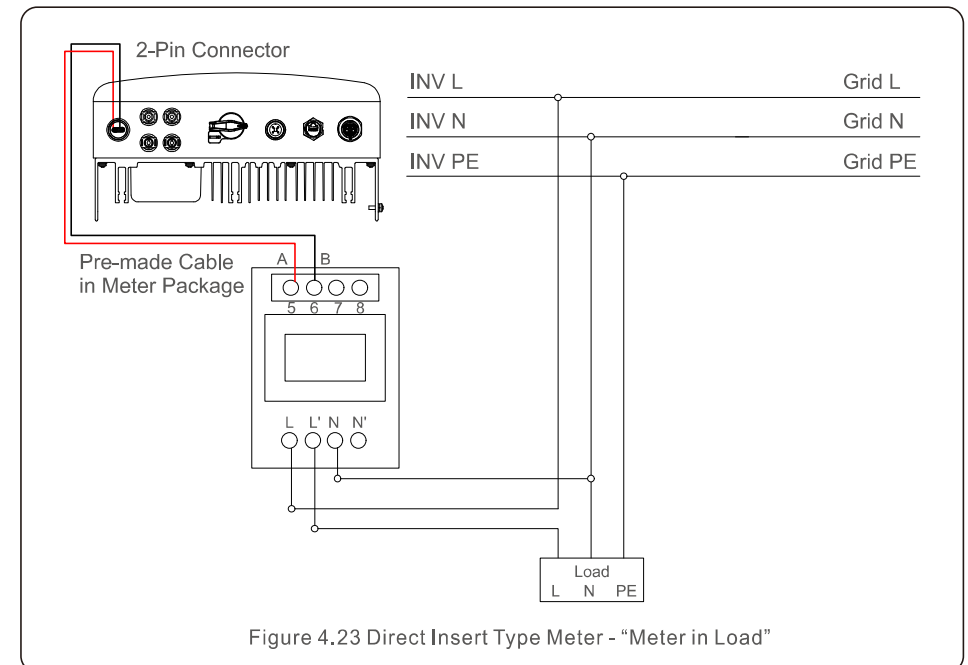 2-Pin Connector
INV L Grid L
INV N Grid N
INV PE Grid PE
Pre-made Cable
in Meter Package
A B
5 6 7 8
L L' N N'
Load
L N PE
Figure 4.23 Direct Insert Type Meter - “Meter in Load”